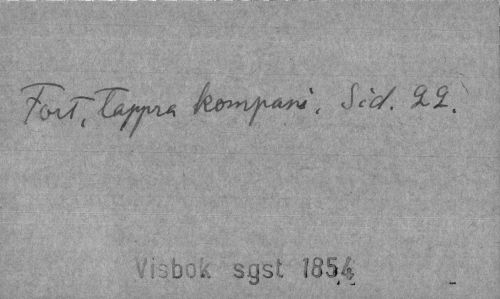 Fort, tappra kompani. Sid. 22.
Visbok sgst 1854